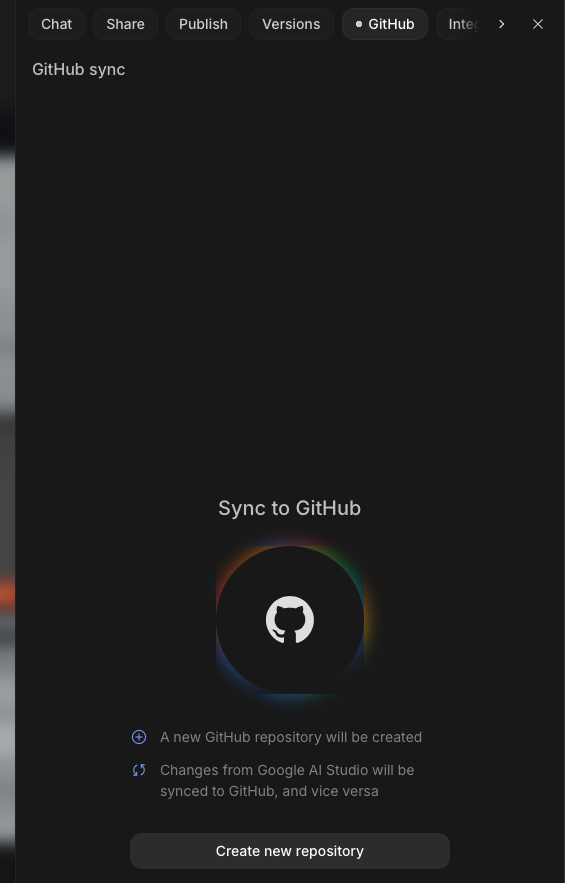 Chat
Share
Publish
Versions
GitHub
GitHub sync
Sync to GitHub
A new GitHub repository will be created
Changes from Google AI Studio will be
synced to GitHub, and vice versa
Create new repository